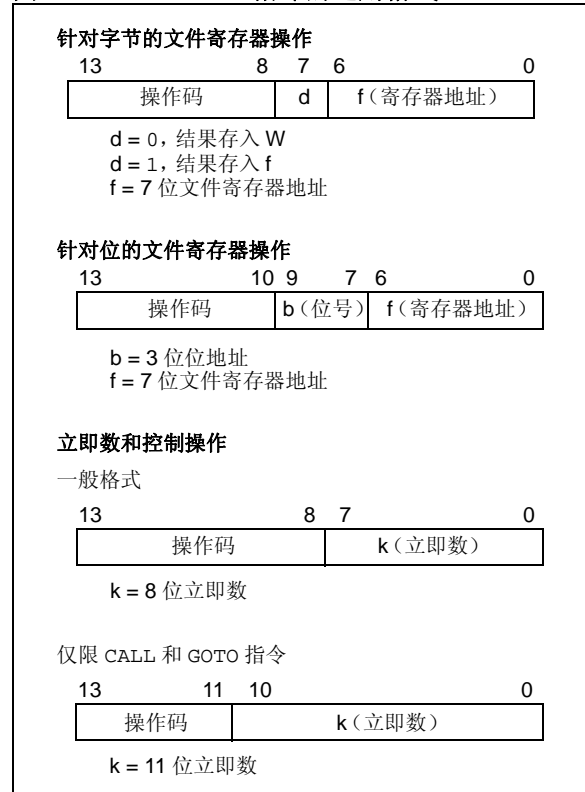 针对字节的文件寄存器操作
13 8 7 6 0
操作码 d f（寄存器地址）
d = 0，结果存入 W
d = 1，结果存入 f
f = 7 位文件寄存器地址
针对位的文件寄存器操作
13 10 9 7 6 0
操作码 b（位号） f（寄存器地址）
b = 3 位位地址
f = 7 位文件寄存器地址
立即数和控制操作
一般格式
13 8 7 0
操作码 k（立即数）
k = 8 位立即数
仅限 CALL 和 GOTO 指令
13 11 10 0
操作码 k（立即数）
k = 11 位立即数